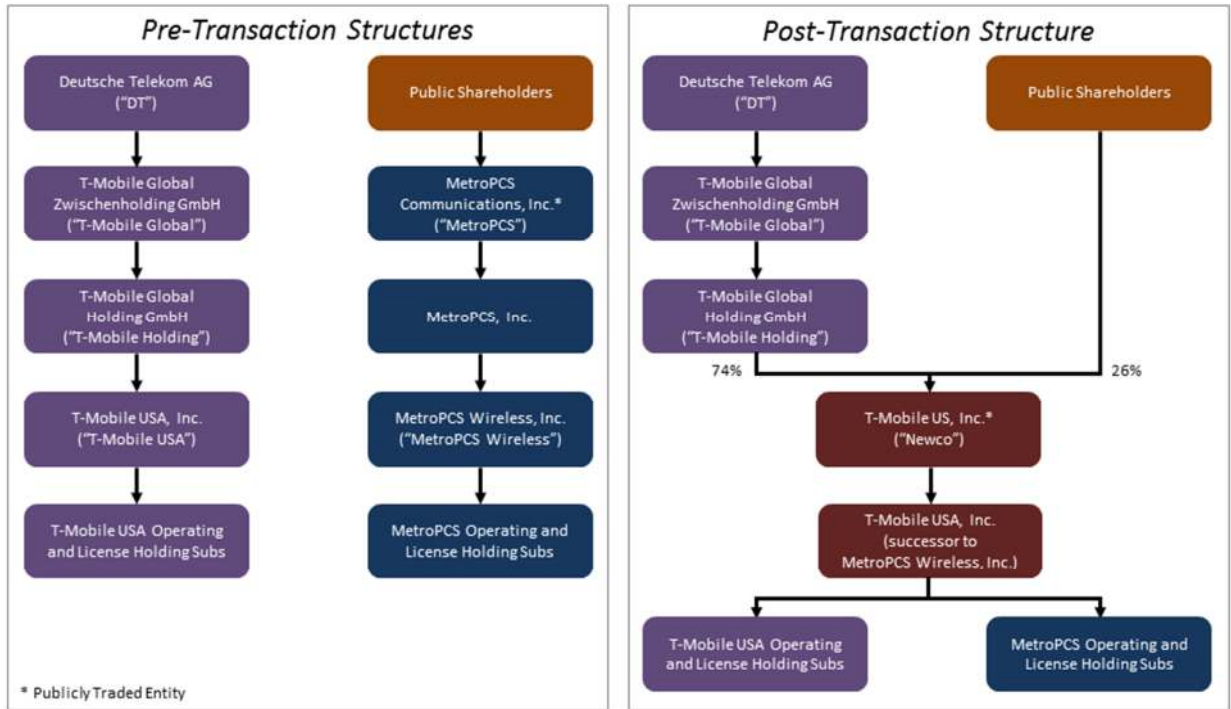 Pre-Transaction Structures
Deutsche Telekom AG
("DT")
T-Mobile Global
Zwischenholding GmbH
("T-Mobile Global")
T-Mobile Global
Holding GmbH
("T-Mobile Holding")
T-Mobile USA, Inc.
("T-Mobile USA")
T-Mobile USA Operating
and License Holding Subs
Public Shareholders
MetroPCS
Communications, Inc.*
("MetroPCS")
MetroPCS, Inc.
MetroPCS Wireless, Inc.
("MetroPCS Wireless")
MetroPCS Operating and
License Holding Subs
* Publicly Traded Entity
Post-Transaction Structure
Deutsche Telekom AG
("DT")
T-Mobile Global
Zwischenholding GmbH
("T-Mobile Global")
T-Mobile Global
Holding GmbH
("T-Mobile Holding")
Public Shareholders
74%
26%
T-Mobile US, Inc.*
("Newco")
T-Mobile USA, Inc.
(successor to
MetroPCS Wireless, Inc.)
T-Mobile USA Operating
and License Holding Subs
MetroPCS Operating and
License Holding Subs